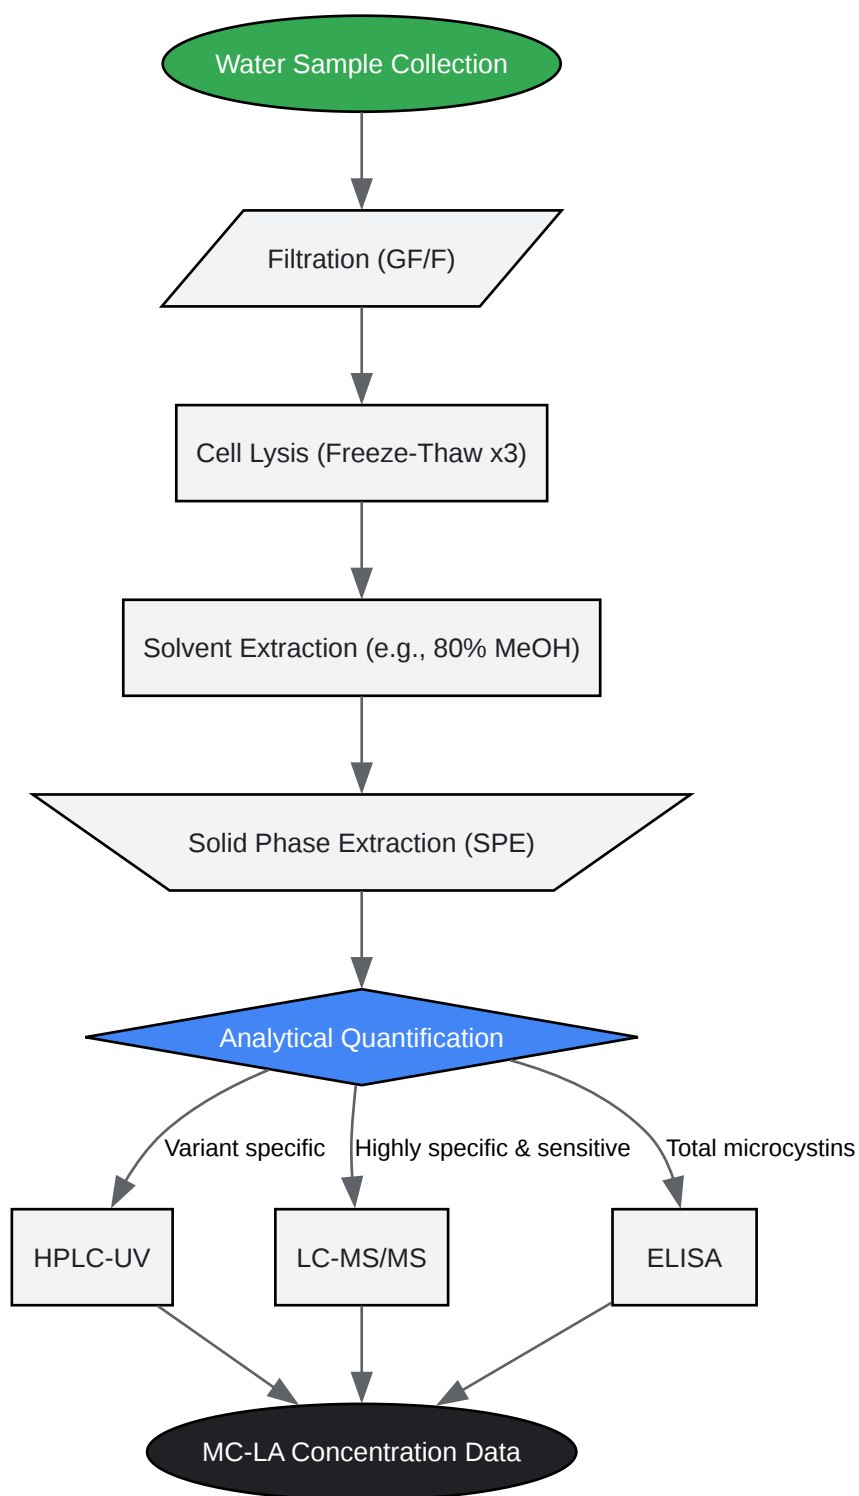 Water Sample Collection
Filtration (GF/F)
Cell Lysis (Freeze-Thaw x3)
Solvent Extraction (e.g., 80% MeOH)
Solid Phase Extraction (SPE)
Analytical Quantification
Variant specific
Highly specific & sensitive
Total microcystins
HPLC-UV
LC-MS/MS
ELISA
MC-LA Concentration Data